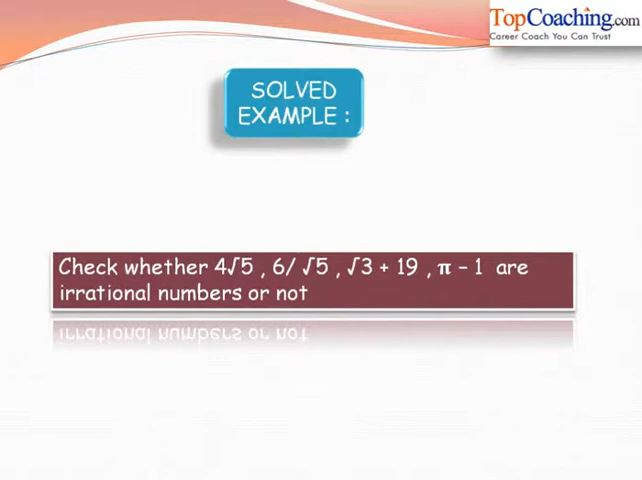 TopCoaching.com
Career Coach You Can Trust
SOLVED
EXAMPLE :
Check whether 4√5 , 6/ √5 , √3 + 19 , π – 1 are
irrational numbers or not